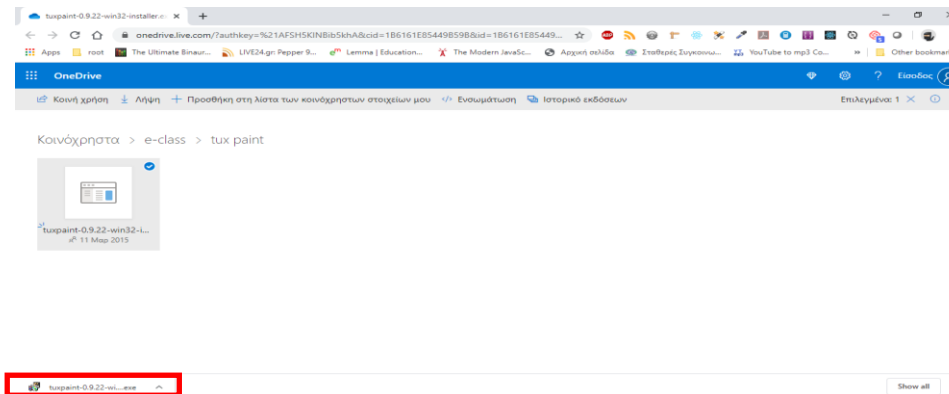 tuxpaint-0.9.22-win32-installer.e
onedrive.live.com/?authkey=%21AFSH5KINBib5khA&cid=1B6161E85449859B&id=1B6161E85449...
Apps root The Ultimate Binaur... LIVE24.gr: Pepper 9... Lemma | Education... The Modern JavaSc... Αρχική σελίδα Σταθερές Συγκοινω... YouTube to mp3 Co... » Other bookmar
OneDrive ? Είσοδος
Κοινή χρήση Λήψη Προσθήκη στη λίστα των κοινόχρηστων στοιχείων μου Ενσωμάτωση Ιστορικό εκδόσεων Επιλεγμένα: 1
Κοινόχρηστα > e-class > tux paint
tuxpaint-0.9.22-win32-i...
11 Μαρ 2015
tuxpaint-0.9.22-wi....exe Show all